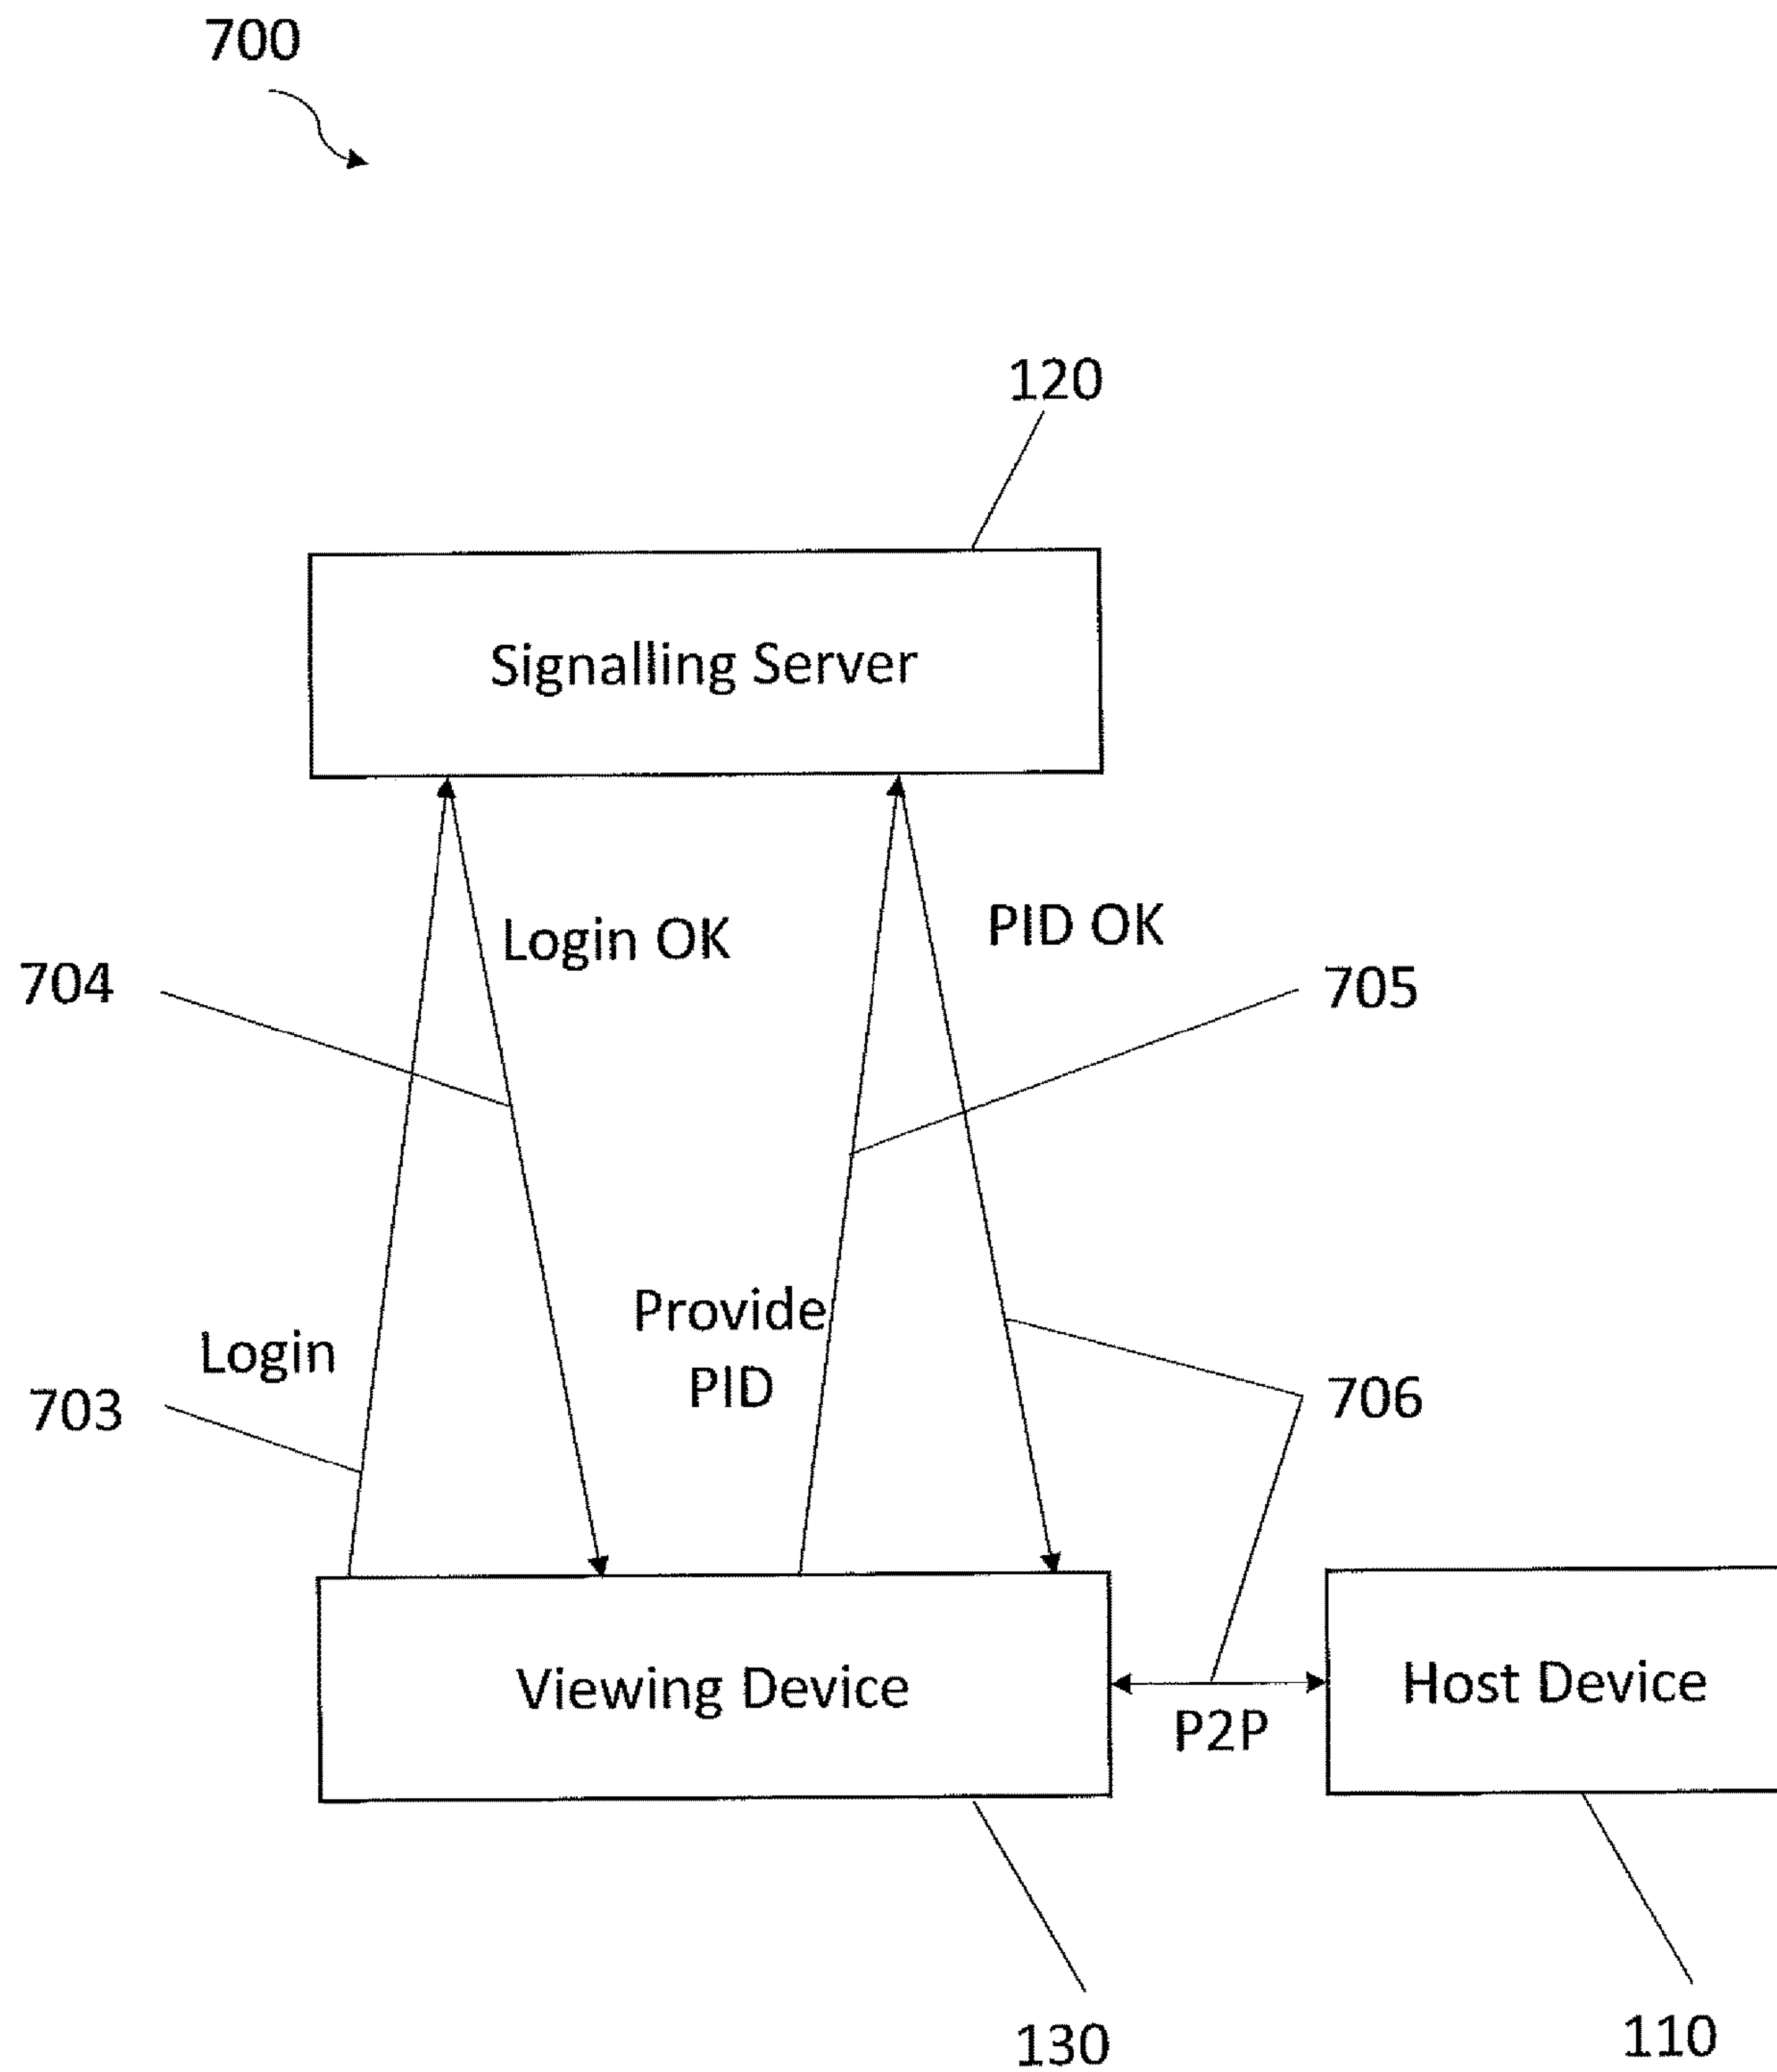 700
120
Signalling Server
Login OK
PID OK
704
705
Provide
PID
Login
703
706
Viewing Device
P2P
Host Device
130
110